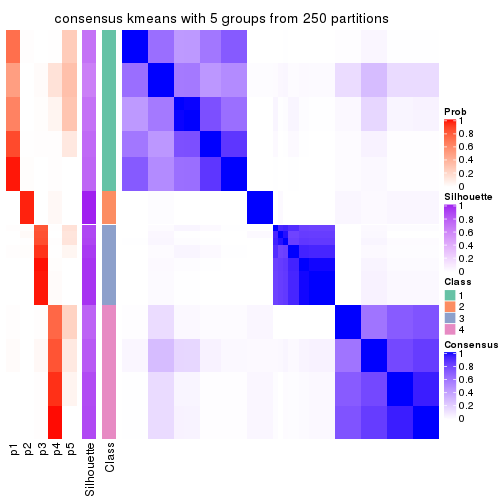 consensus kmeans with 5 groups from 250 partitions
Prob
1
0.8
0.6
0.4
0.2
0
Silhouette
1
0.8
0.6
0.4
0.2
0
Class
1
2
3
4
Consensus
1
0.8
0.6
0.4
0.2
0
p1
p2
p3
p4
p5
Silhouette
Class